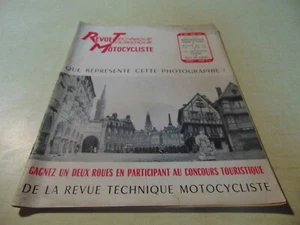 REVUE TECHNIQUE
MOTOCYCLISTE
QUE REPRÉSENTE CETTE PHOTOGRAPHIE ?
GAGNEZ UN DEUX ROUES EN PARTICIPANT AU CONCOURS TOURISTIQUE
DE LA REVUE TECHNIQUE MOTOCYCLISTE